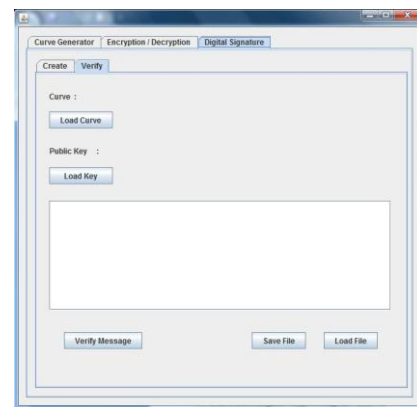 Curve Generator Encryption / Decryption Digital Signature
Create Verify
Curve :
Load Curve
Public Key :
Load Key
Verify Message Save File Load File